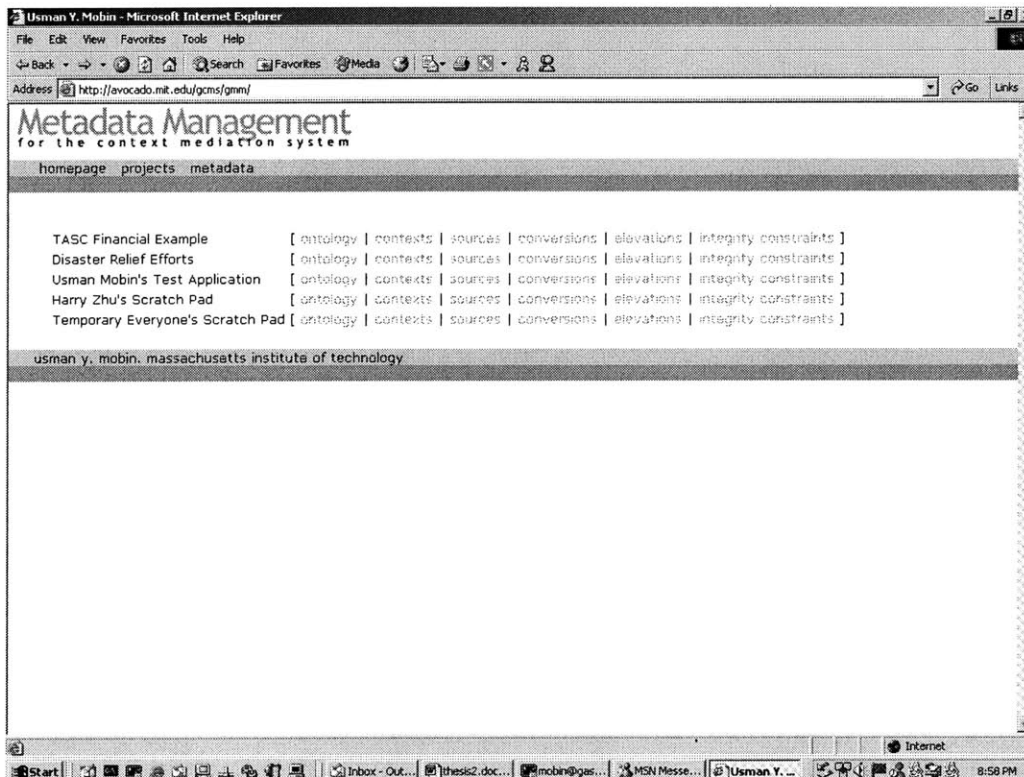 Usman Y. Mobin - Microsoft Internet Explorer
File Edit View Favorites Tools Help
Back Search Favorites Media
Address http://avocado.mit.edu/gcms/gmm/ Go Links
Metadata Management
for the context mediation system
homepage projects metadata
TASC Financial Example [ ontology | contexts | sources | conversions | elevations | integrity constraints ]
Disaster Relief Efforts [ ontology | contexts | sources | conversions | elevations | integrity constraints ]
Usman Mobin's Test Application [ ontology | contexts | sources | conversions | elevations | integrity constraints ]
Harry Zhu's Scratch Pad [ ontology | contexts | sources | conversions | elevations | integrity constraints ]
Temporary Everyone's Scratch Pad [ ontology | contexts | sources | conversions | elevations | integrity constraints ]
usman y. mobin. massachusetts institute of technology
Internet
Start Inbox - Out... thesis2.doc... mobin@gas... MSN Messe... Usman Y. ... 8:58 PM